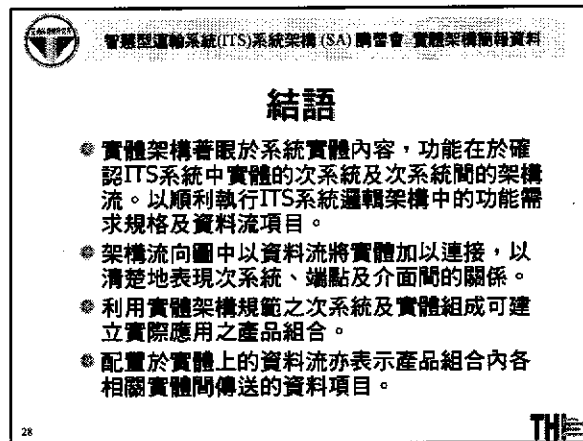 智慧型運輸系統(ITS)系統架構 (SA) 講習會 實體架構簡報資料
結語
實體架構著眼於系統實體內容，功能在於確
認ITS系統中實體的次系統及次系統間的架構
流。以順利執行ITS系統邏輯架構中的功能需
求規格及資料流項目。
架構流向圖中以資料流將實體加以連接，以
清楚地表現次系統、端點及介面間的關係。
利用實體架構規範之次系統及實體組成可建
立實際應用之產品組合。
配置於實體上的資料流亦表示產品組合內各
相關實體間傳送的資料項目。
28
THI